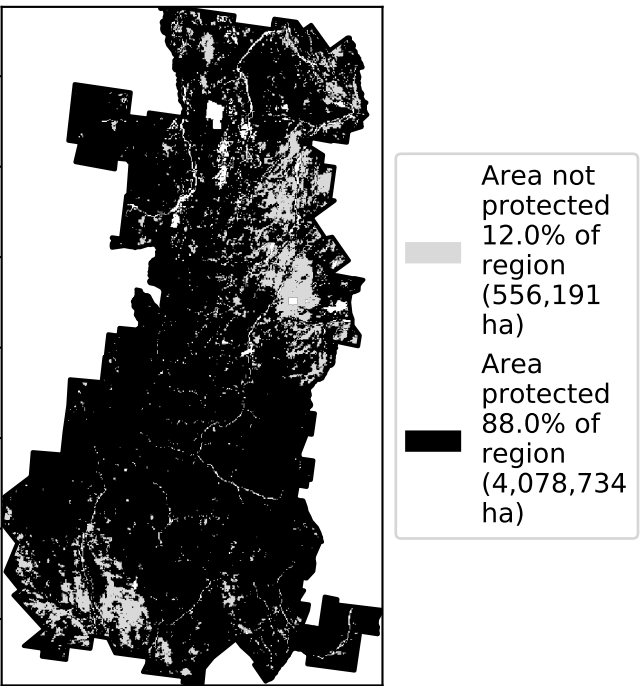 Area not
protected
12.0% of
region
(556,191
ha)
Area
protected
88.0% of
region
(4,078,734
ha)